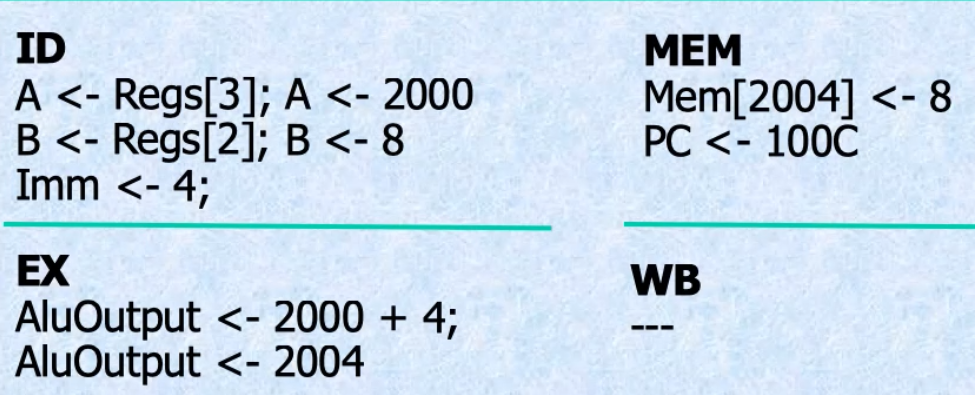 ID
A <- Regs[3]; A <- 2000
B <- Regs[2]; B <- 8
Imm <- 4;
EX
AluOutput <- 2000 + 4;
AluOutput <- 2004
MEM
Mem[2004] <- 8
PC <- 100C
WB
---